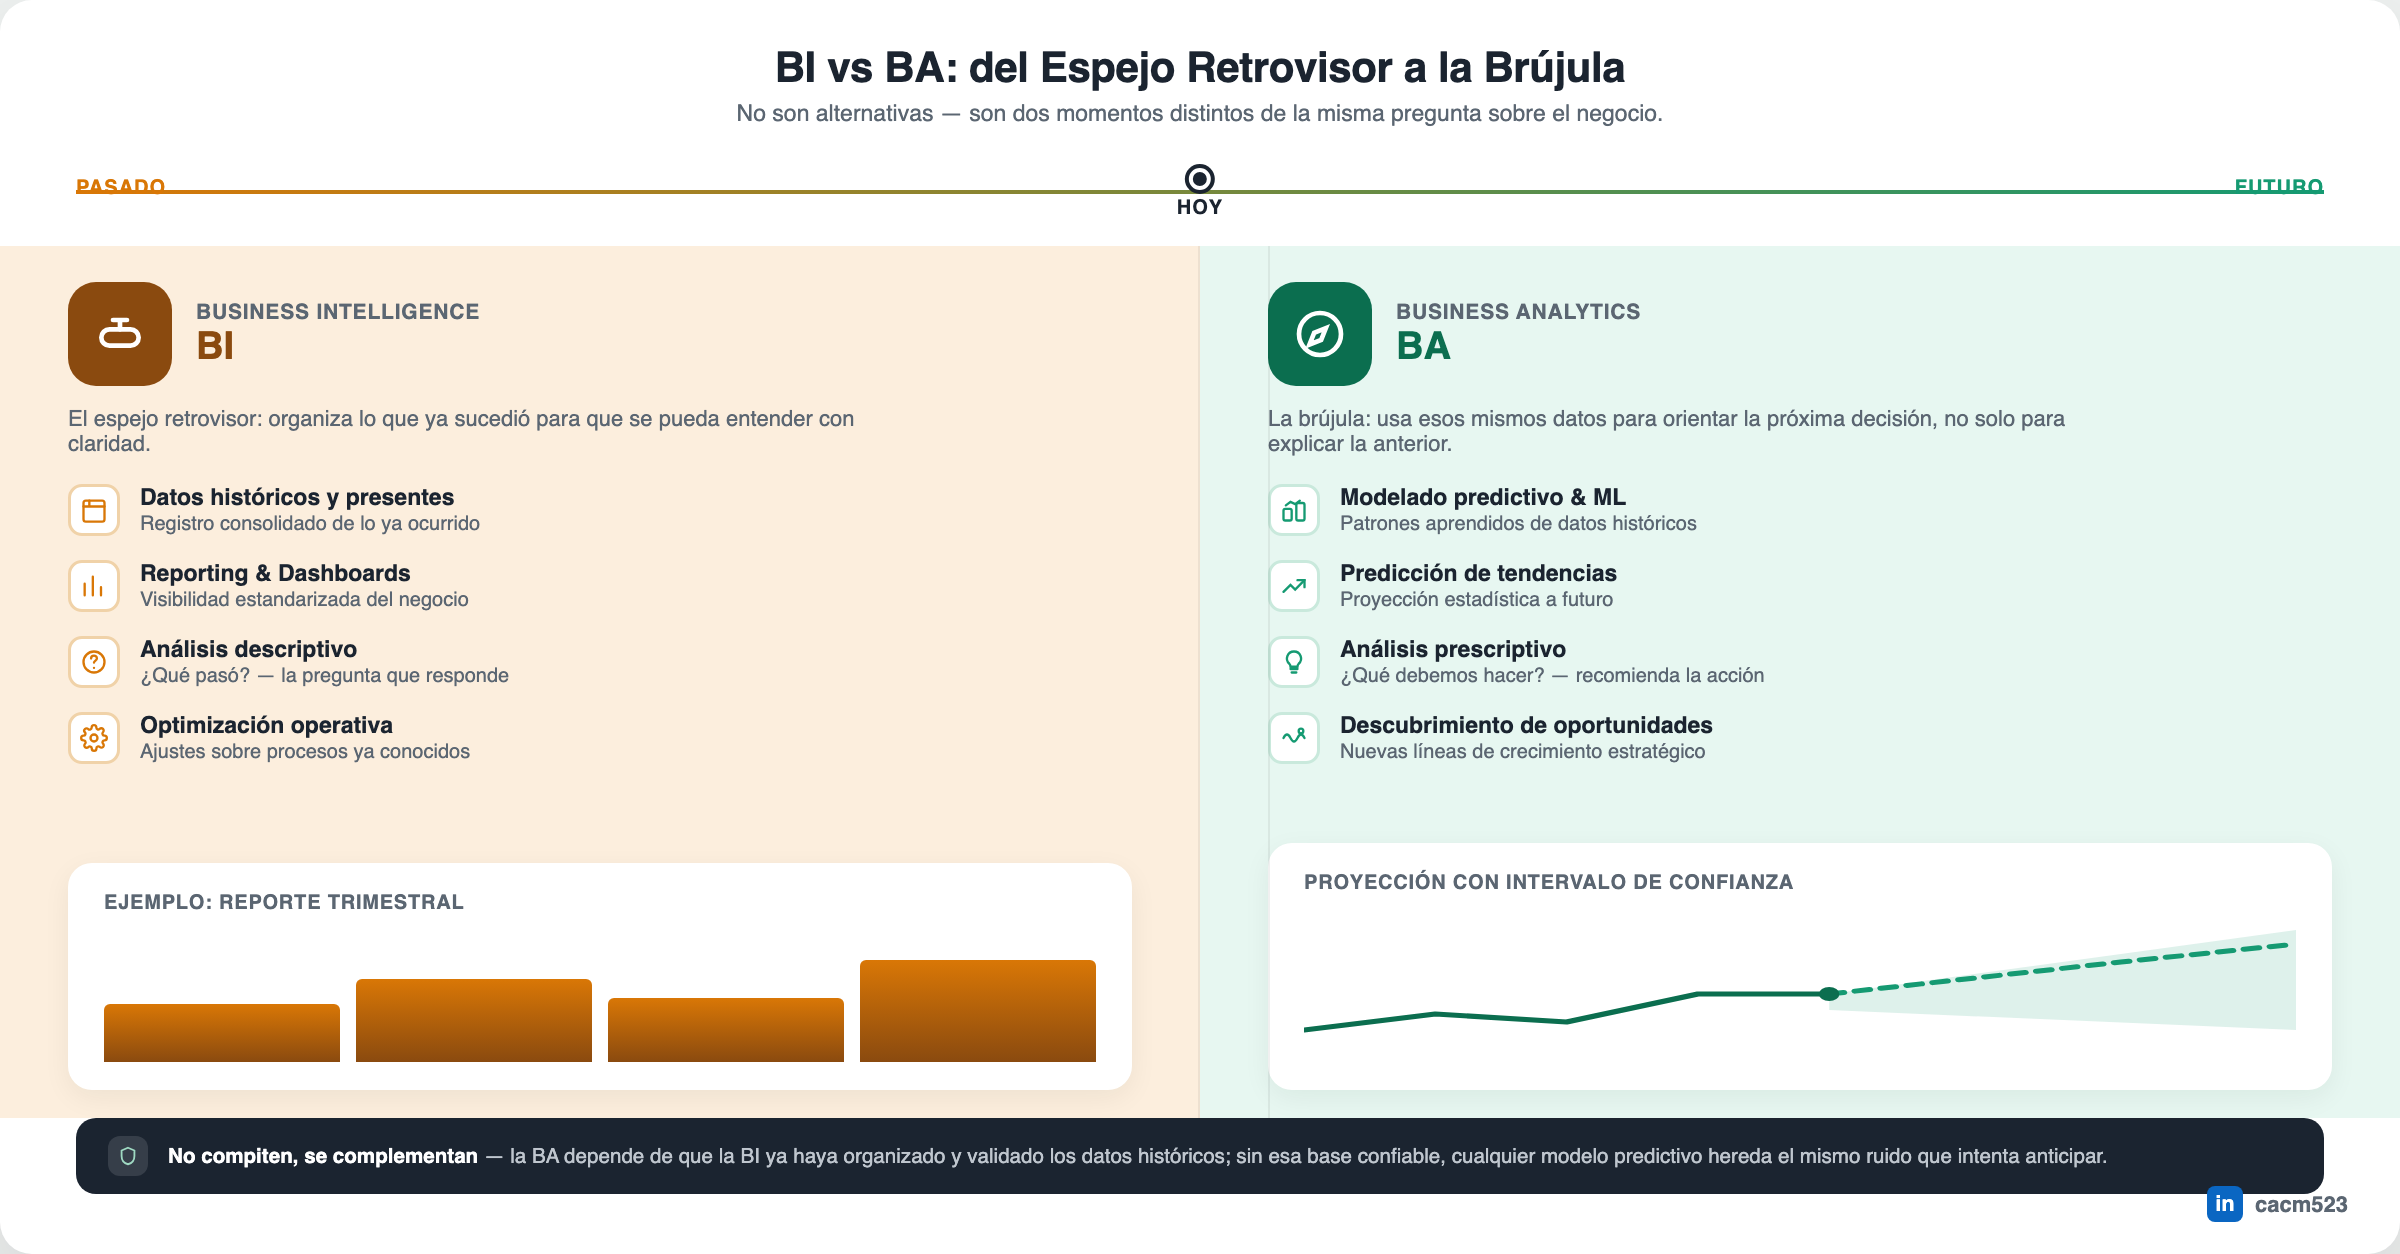 BI vs BA: del Espejo Retrovisor a la Brújula
No son alternativas — son dos momentos distintos de la misma pregunta sobre el negocio.
PASADO
HOY
FUTURO
BUSINESS INTELLIGENCE
BI
El espejo retrovisor: organiza lo que ya sucedió para que se pueda entender con
claridad.
Datos históricos y presentes
Registro consolidado de lo ya ocurrido
Reporting & Dashboards
Visibilidad estandarizada del negocio
Análisis descriptivo
¿Qué pasó? — la pregunta que responde
Optimización operativa
Ajustes sobre procesos ya conocidos
EJEMPLO: REPORTE TRIMESTRAL
BUSINESS ANALYTICS
BA
La brújula: usa esos mismos datos para orientar la próxima decisión, no solo para
explicar la anterior.
Modelado predictivo & ML
Patrones aprendidos de datos históricos
Predicción de tendencias
Proyección estadística a futuro
Análisis prescriptivo
¿Qué debemos hacer? — recomienda la acción
Descubrimiento de oportunidades
Nuevas líneas de crecimiento estratégico
PROYECCIÓN CON INTERVALO DE CONFIANZA
No compiten, se complementan — la BA depende de que la BI ya haya organizado y validado los datos históricos; sin esa base confiable, cualquier modelo predictivo hereda el mismo ruido que intenta anticipar.
in cacm523